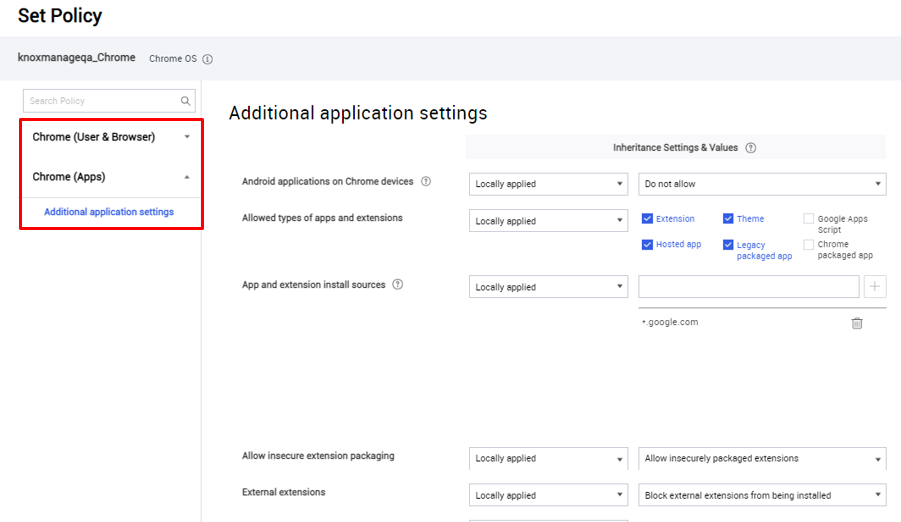 Set Policy
knoxmanageqa_Chrome Chrome OS
Search Policy
Chrome (User & Browser)
Chrome (Apps)
Additional application settings
Additional application settings
Inheritance Settings & Values ?
Android applications on Chrome devices ? Locally applied Do not allow
Allowed types of apps and extensions Locally applied
Extension Theme Google Apps
Script
Hosted app Legacy
packaged app
Chrome
packaged app
App and extension install sources ? Locally applied
*.google.com
Allow insecure extension packaging Locally applied Allow insecurely packaged extensions
External extensions Locally applied Block external extensions from being installed